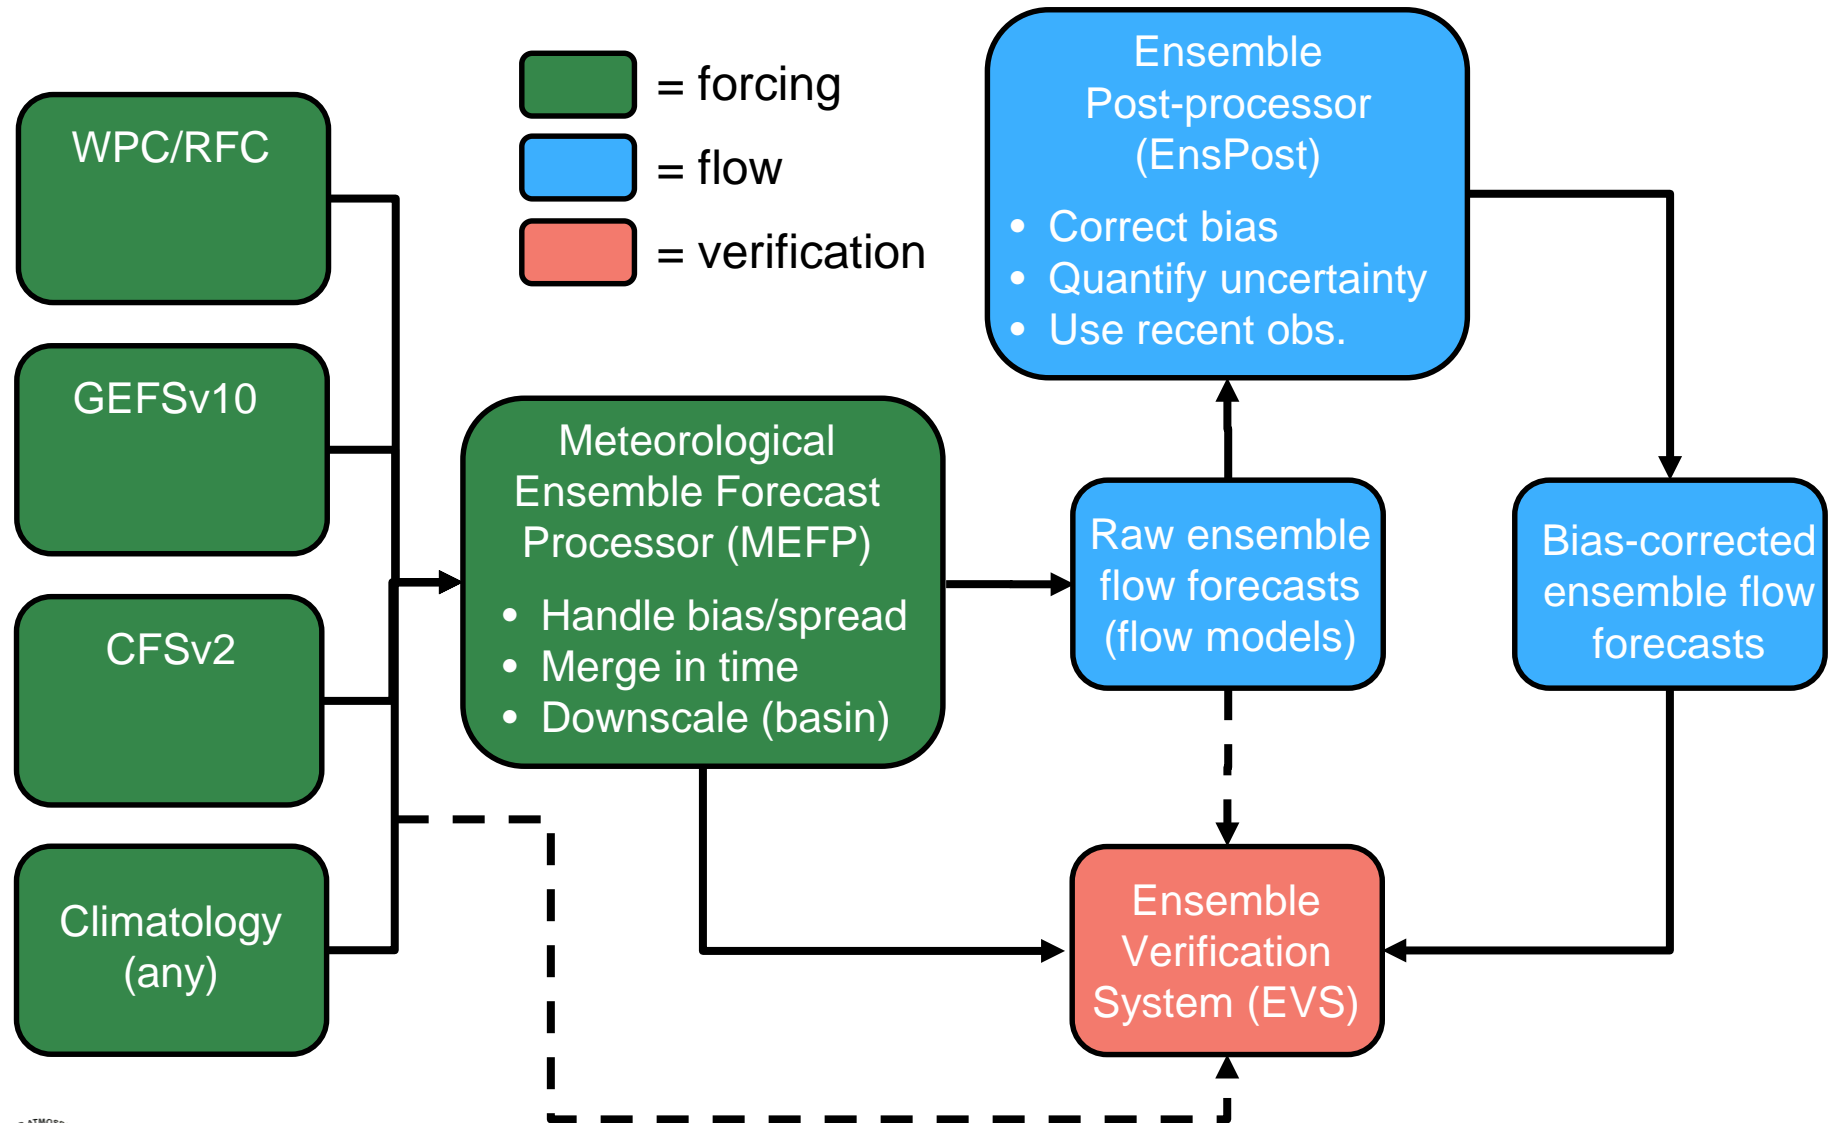 = forcing
= flow
= verification
WPC/RFC
GEFSv10
CFSv2
Climatology
(any)
Meteorological
Ensemble Forecast
Processor (MEFP)
• Handle bias/spread
• Merge in time
• Downscale (basin)
Raw ensemble
flow forecasts
(flow models)
Ensemble
Post-processor
(EnsPost)
• Correct bias
• Quantify uncertainty
• Use recent obs.
Bias-corrected
ensemble flow
forecasts
Ensemble
Verification
System (EVS)